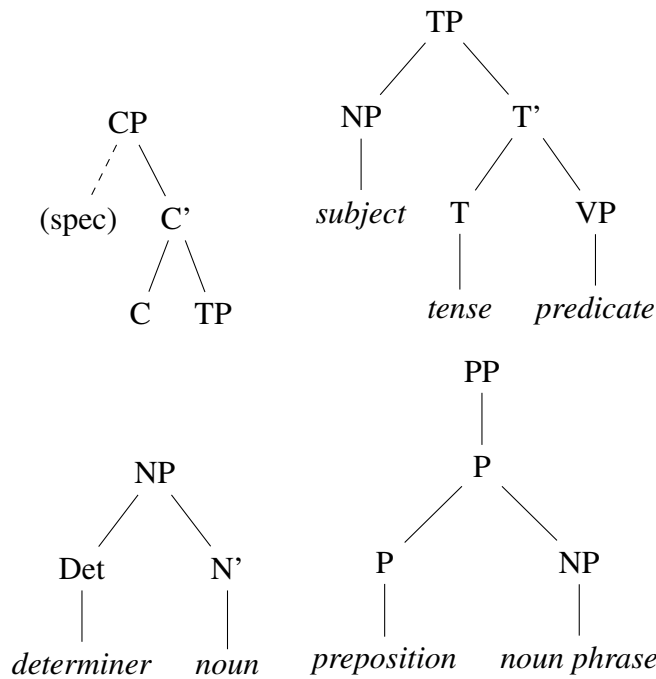 TP
NP T'
subject T VP
tense predicate
CP
(spec) C'
C TP
NP
Det N'
determiner noun
PP
P
P NP
preposition noun phrase